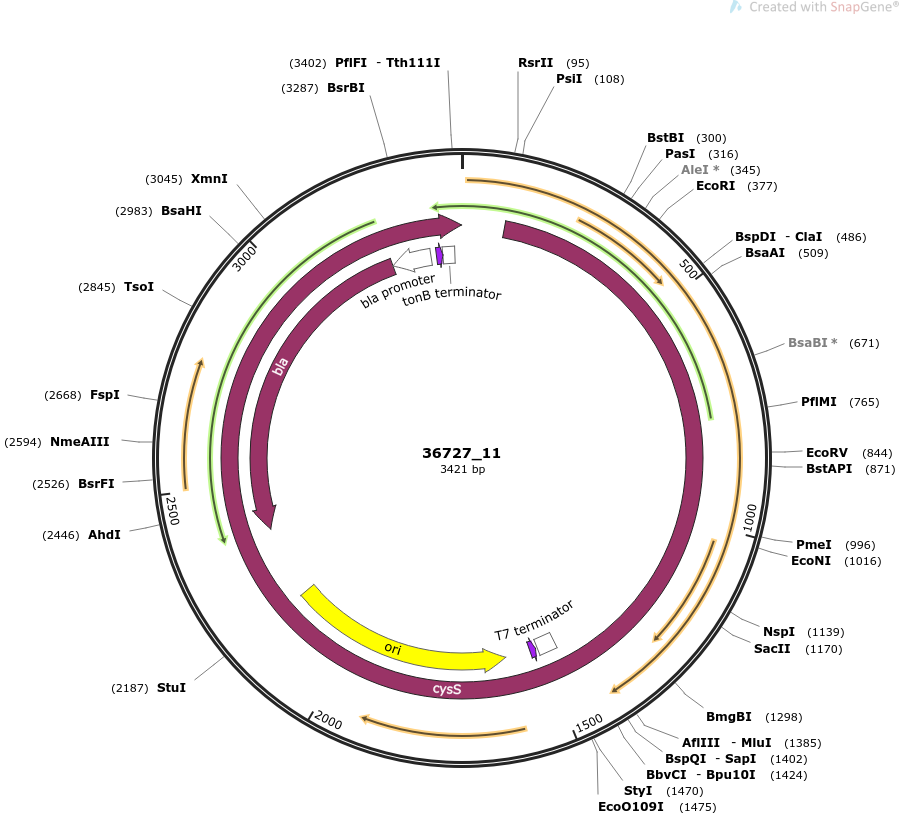 Created with SnapGene®
(3402) PflFI - Tth111I
(3287) BsrBI
RsrII (95)
PsiI (108)
BstBI (300)
PasI (316)
AleI * (345)
EcoRI (377)
(3045) XmnI
(2983) BsaHI
BspDI - ClaI (486)
BsaAI (509)
500
3000
(2845) TsoI
bla promoter
tonB terminator
BsaBI * (671)
bla
(2668) FspI
PflMI (765)
(2594) NmeAIII
36727_11
3421 bp
EcoRV (844)
BstAPI (871)
(2526) BsrFI
2500
1000
(2446) AhdI
PmeI (996)
EcoNI (1016)
T7 terminator
NspI (1139)
SacII (1170)
ori
(2187) StuI
cysS
BmgBI (1298)
2000
1500
AflIII - MluI (1385)
BspQI - SapI (1402)
BbvCI - Bpu10I (1424)
StyI (1470)
EcoO109I (1475)